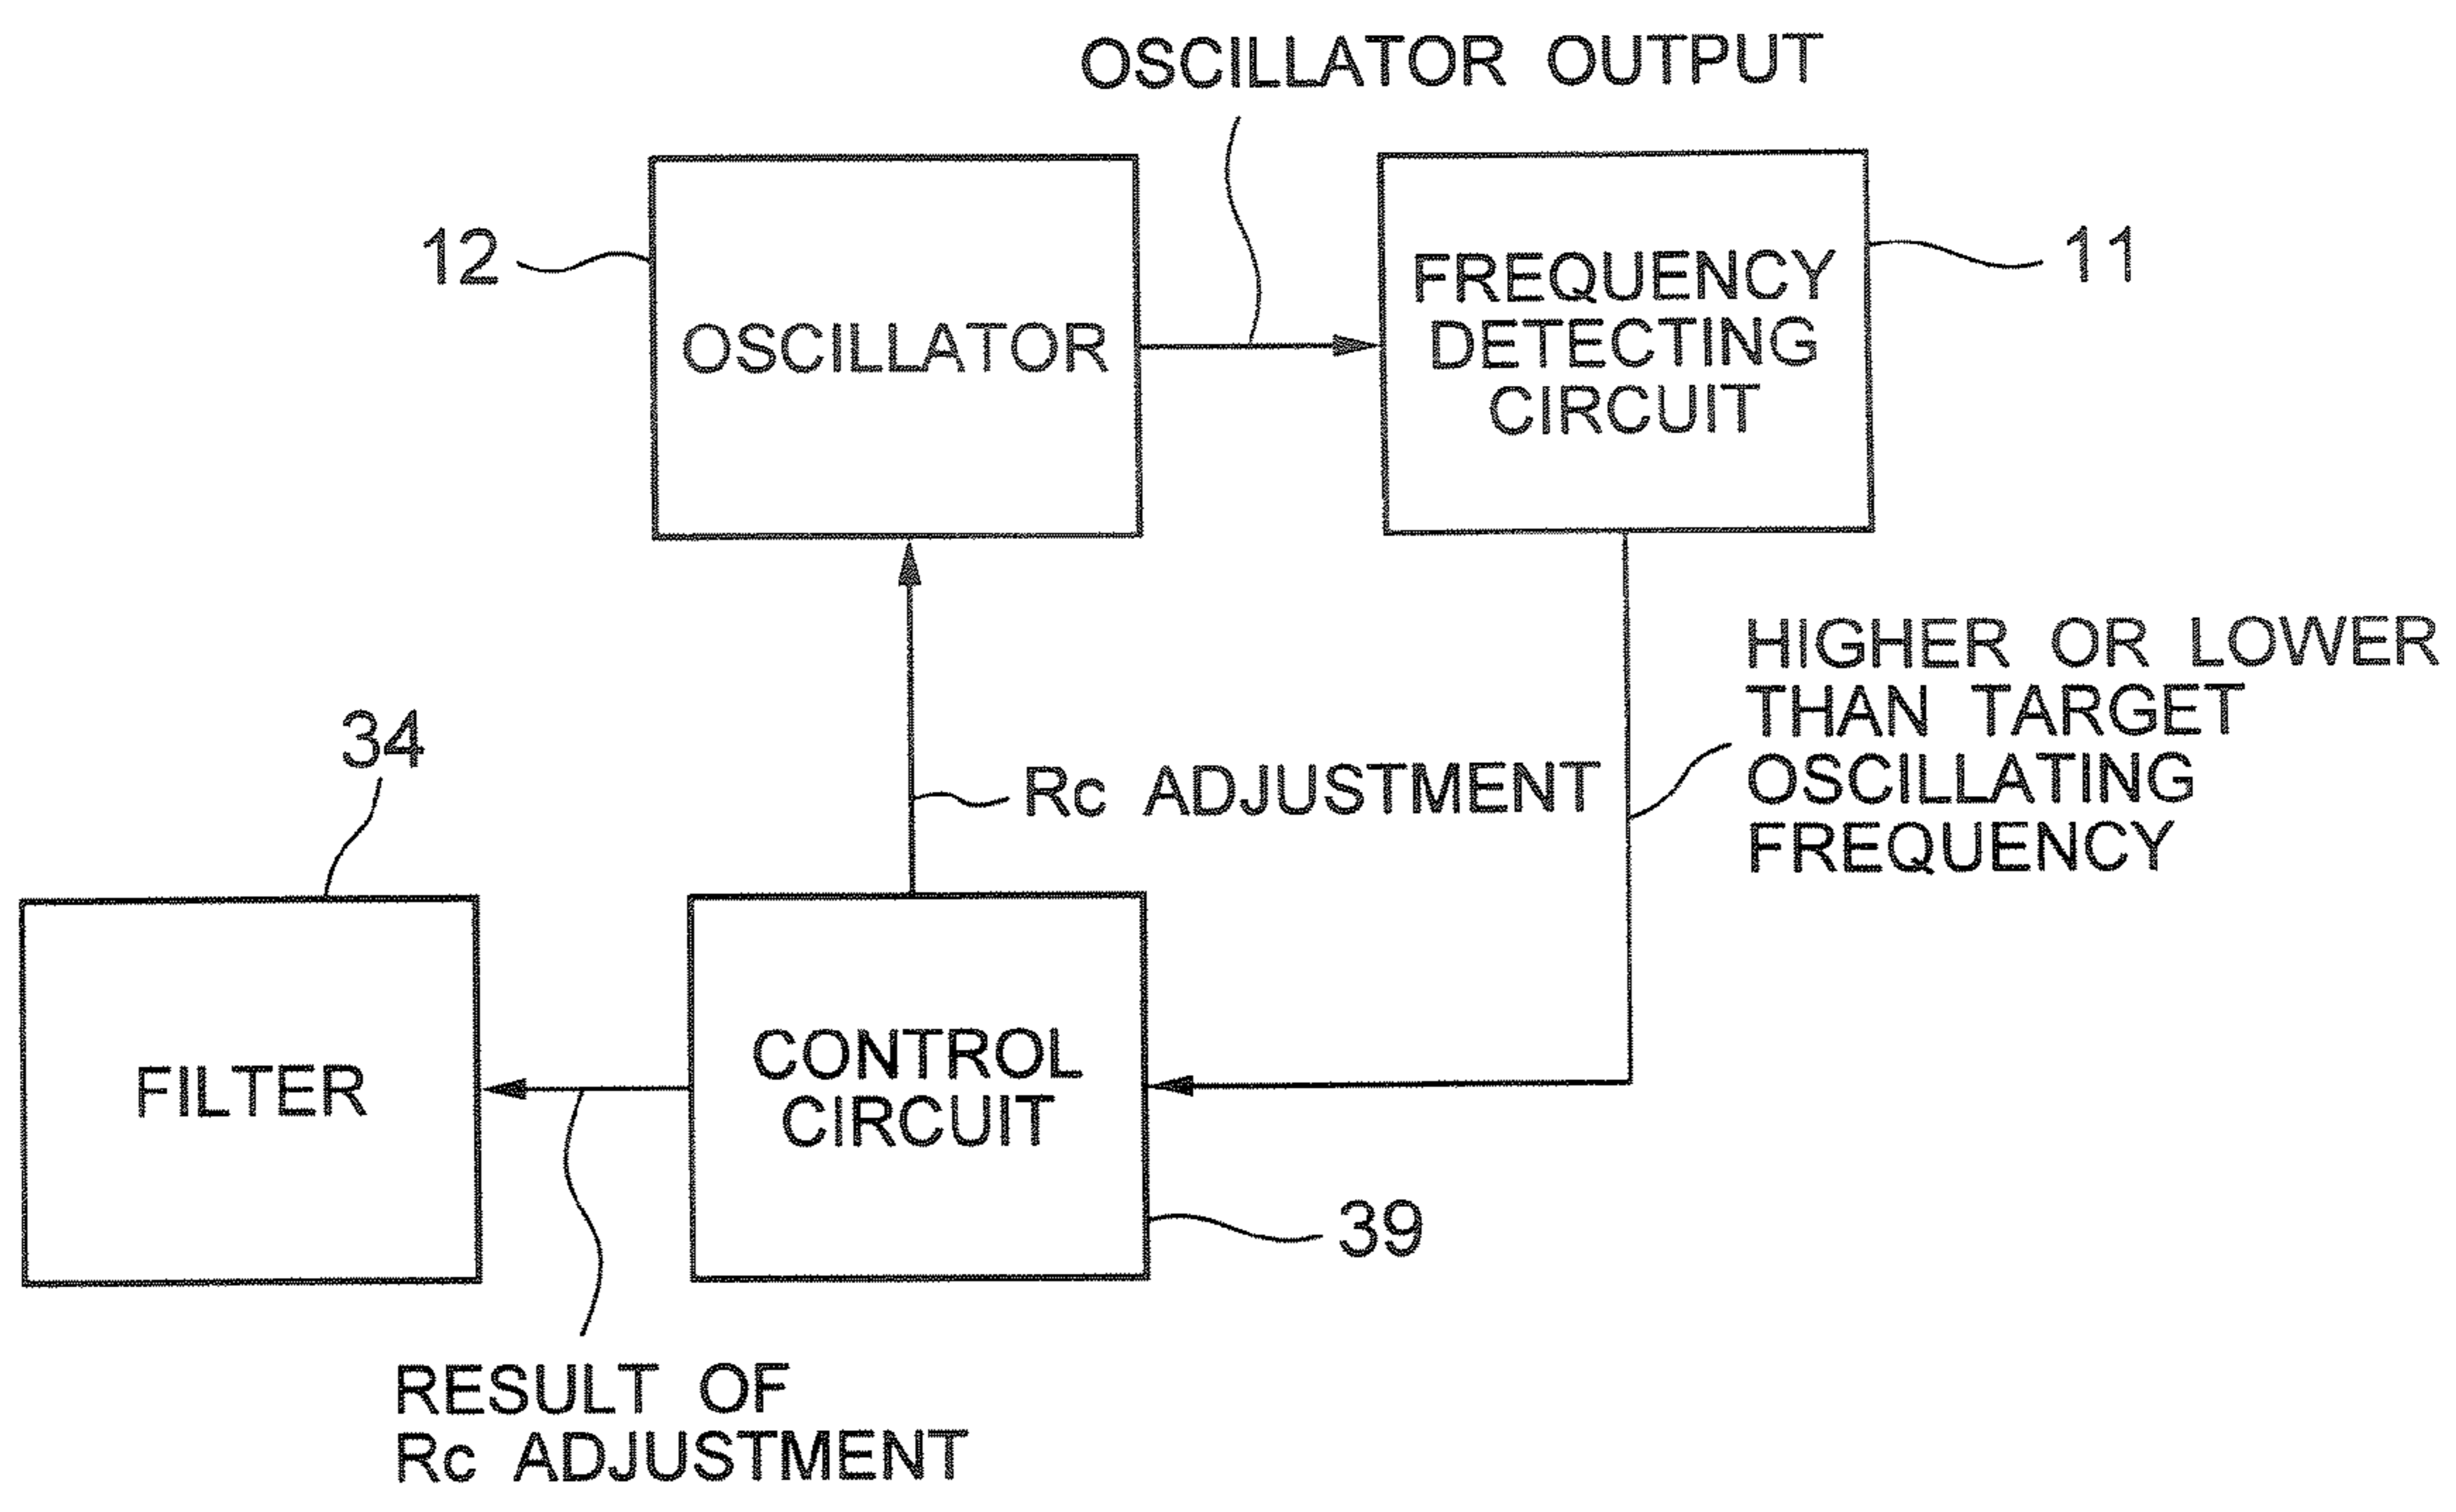 OSCILLATOR OUTPUT
12
OSCILLATOR
FREQUENCY
DETECTING
CIRCUIT
11
HIGHER OR LOWER
THAN TARGET
OSCILLATING
FREQUENCY
Rc ADJUSTMENT
34
FILTER
CONTROL
CIRCUIT
39
RESULT OF
Rc ADJUSTMENT